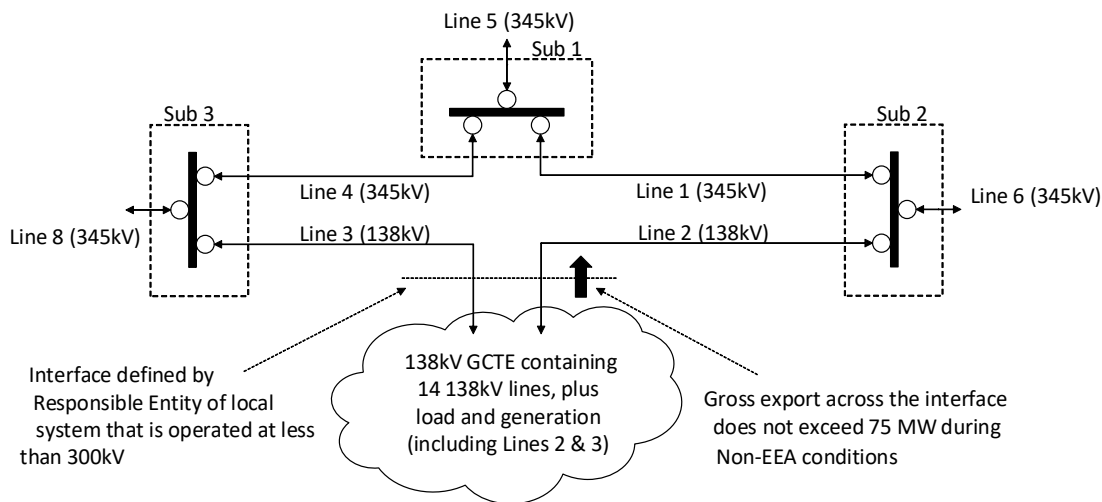 Line 5 (345kV)
Sub 1
Sub 3
Sub 2
Line 4 (345kV)
Line 1 (345kV)
Line 8 (345kV)
Line 6 (345kV)
Line 3 (138kV)
Line 2 (138kV)
Interface defined by
Responsible Entity of local
system that is operated at less
than 300kV
138kV GCTE containing
14 138kV lines, plus
load and generation
(including Lines 2 & 3)
Gross export across the interface
does not exceed 75 MW during
Non-EEA conditions